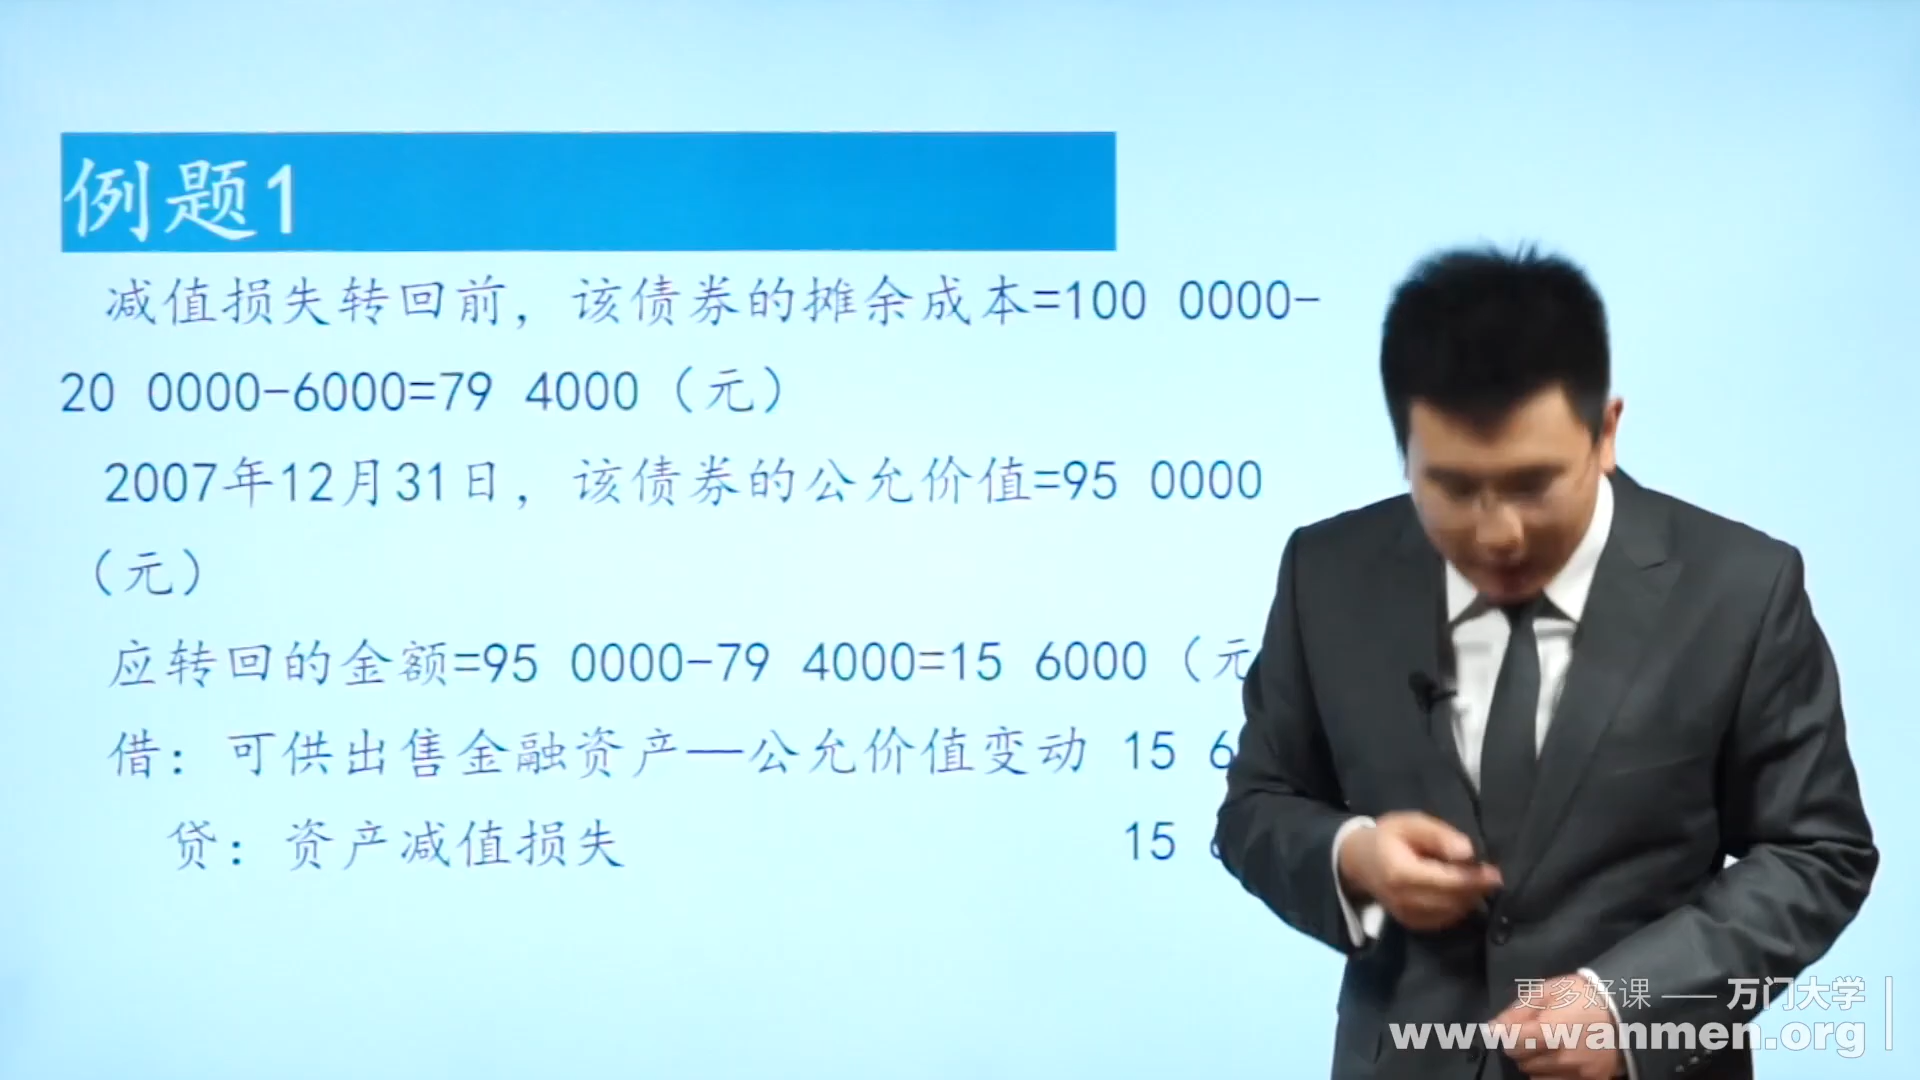 例题1
减值损失转回前，该债券的摊余成本=100 0000-
20 0000-6000=79 4000（元）
2007年12月31日，该债券的公允价值=95 0000
（元）
应转回的金额=95 0000-79 4000=15 6000（元
借：可供出售金融资产—公允价值变动 15 6
贷：资产减值损失 15
更多好课 —— 万门大学
www.wanmen.org